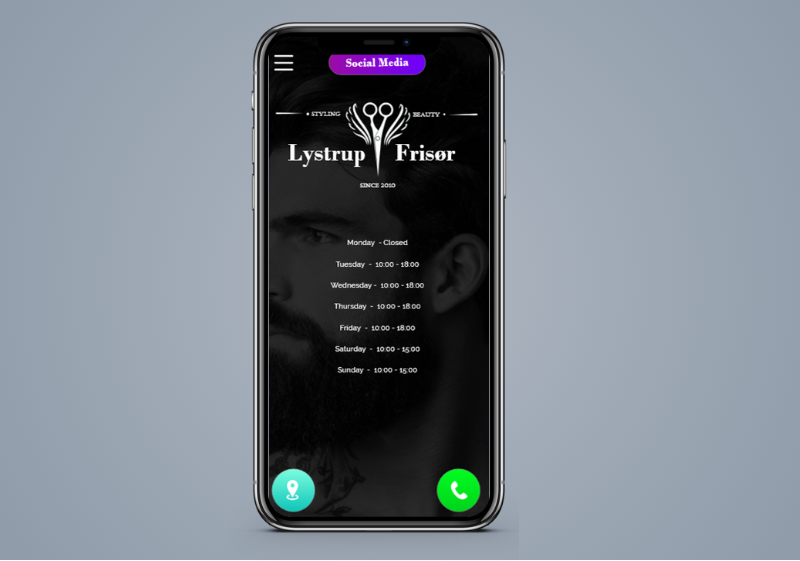 Social Media
• STYLING
BEAUTY •
Lystrup Frisør
SINCE 2010
Monday - Closed
Tuesday - 10:00 - 18:00
Wednesday - 10:00 - 18:00
Thursday - 10:00 - 18:00
Friday - 10:00 - 18:00
Saturday - 10:00 - 15:00
Sunday - 10:00 - 15:00